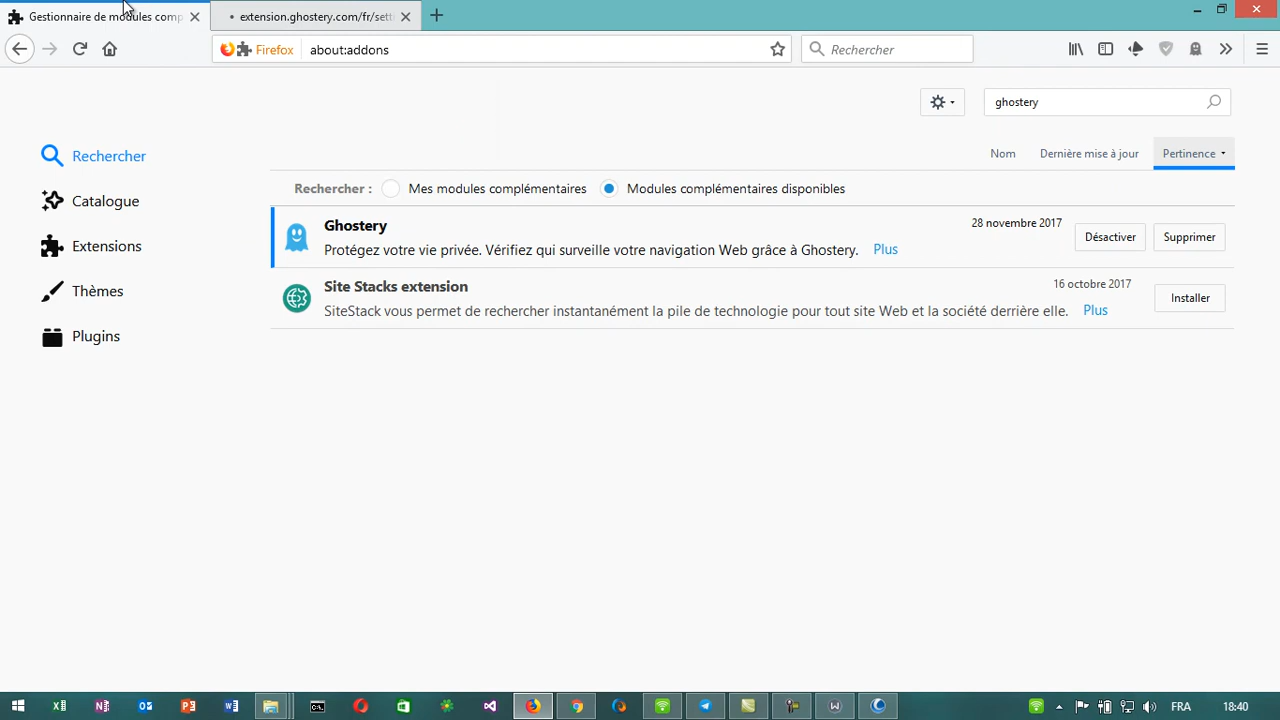 Gestionnaire de modules comp
extension.ghostery.com/fr/sett
Firefox
about:addons
Rechercher
ghostery
Nom
Dernière mise à jour
Pertinence
Rechercher
Catalogue
Extensions
Thèmes
Plugins
Rechercher :
Mes modules complémentaires
Modules complémentaires disponibles
Ghostery
28 novembre 2017
Désactiver
Supprimer
Protégez votre vie privée. Vérifiez qui surveille votre navigation Web grâce à Ghostery.
Plus
Site Stacks extension
16 octobre 2017
Installer
SiteStack vous permet de rechercher instantanément la pile de technologie pour tout site Web et la société derrière elle.
Plus
FRA
18:40